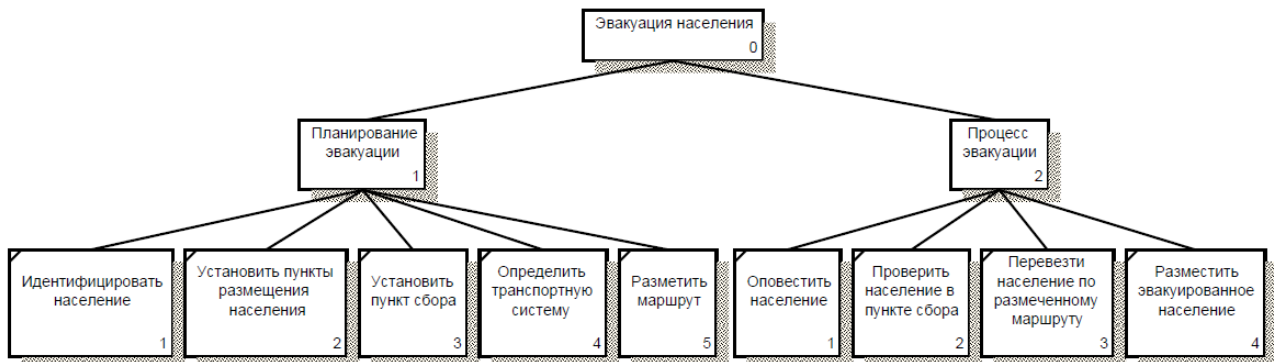 Эвакуация населения
0
Планирование
эвакуации
1
Процесс
эвакуации
2
Идентифицировать
население
1
Установить пункты
размещения
населения
2
Установить
пункт сбора
3
Определить
транспортную
систему
4
Разметить
маршрут
5
Оповестить
население
1
Проверить
население в
пункте сбора
2
Перевезти
население по
размеченному
маршруту
3
Разместить
эвакуированное
население
4